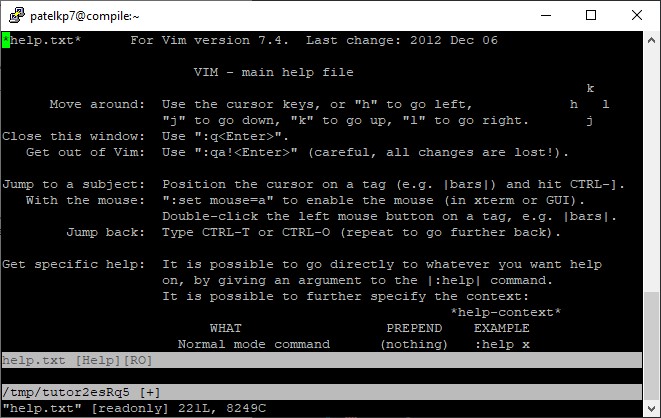 patelkp7@compile:~
*help.txt*      For Vim version 7.4.  Last change: 2012 Dec 06
VIM - main help file
k
Move around:  Use the cursor keys, or "h" to go left,            h   l
"j" to go down, "k" to go up, "l" to go right.       j
Close this window:  Use ":q<Enter>".
Get out of Vim:  Use ":qa!<Enter>" (careful, all changes are lost!).
Jump to a subject:  Position the cursor on a tag (e.g. |bars|) and hit CTRL-].
With the mouse:  ":set mouse=a" to enable the mouse (in xterm or GUI).
Double-click the left mouse button on a tag, e.g. |bars|.
Jump back:  Type CTRL-T or CTRL-O (repeat to go further back).
Get specific help:  It is possible to go directly to whatever you want help
on, by giving an argument to the |:help| command.
It is possible to further specify the context:
*help-context*
WHAT                  PREPEND    EXAMPLE
Normal mode command      (nothing)   :help x
help.txt [Help][RO]
/tmp/tutor2esRq5 [+]
"help.txt" [readonly] 221L, 8249C